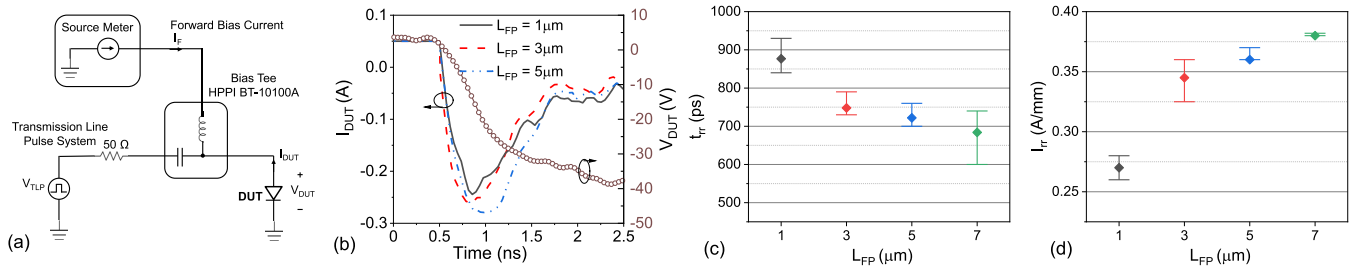 Source Meter
Forward Bias Current
I_F
Bias Tee
HPPI BT-10100A
Transmission Line
Pulse System
50 Ω
V_TLP
I_DUT
+
V_DUT
−
DUT
(a)
0.1
0.0
-0.1
-0.2
-0.3
I_DUT (A)
L_FP = 1μm
L_FP = 3μm
L_FP = 5μm
10
0
-10
-20
-30
-40
-50
V_DUT (V)
0.0 0.5 1.0 1.5 2.0 2.5
Time (ns)
(b)
1000
900
800
700
600
500
t_rr (ps)
1 3 5 7
L_FP (μm)
(c)
0.40
0.35
0.30
0.25
I_rr (A/mm)
1 3 5 7
L_FP (μm)
(d)